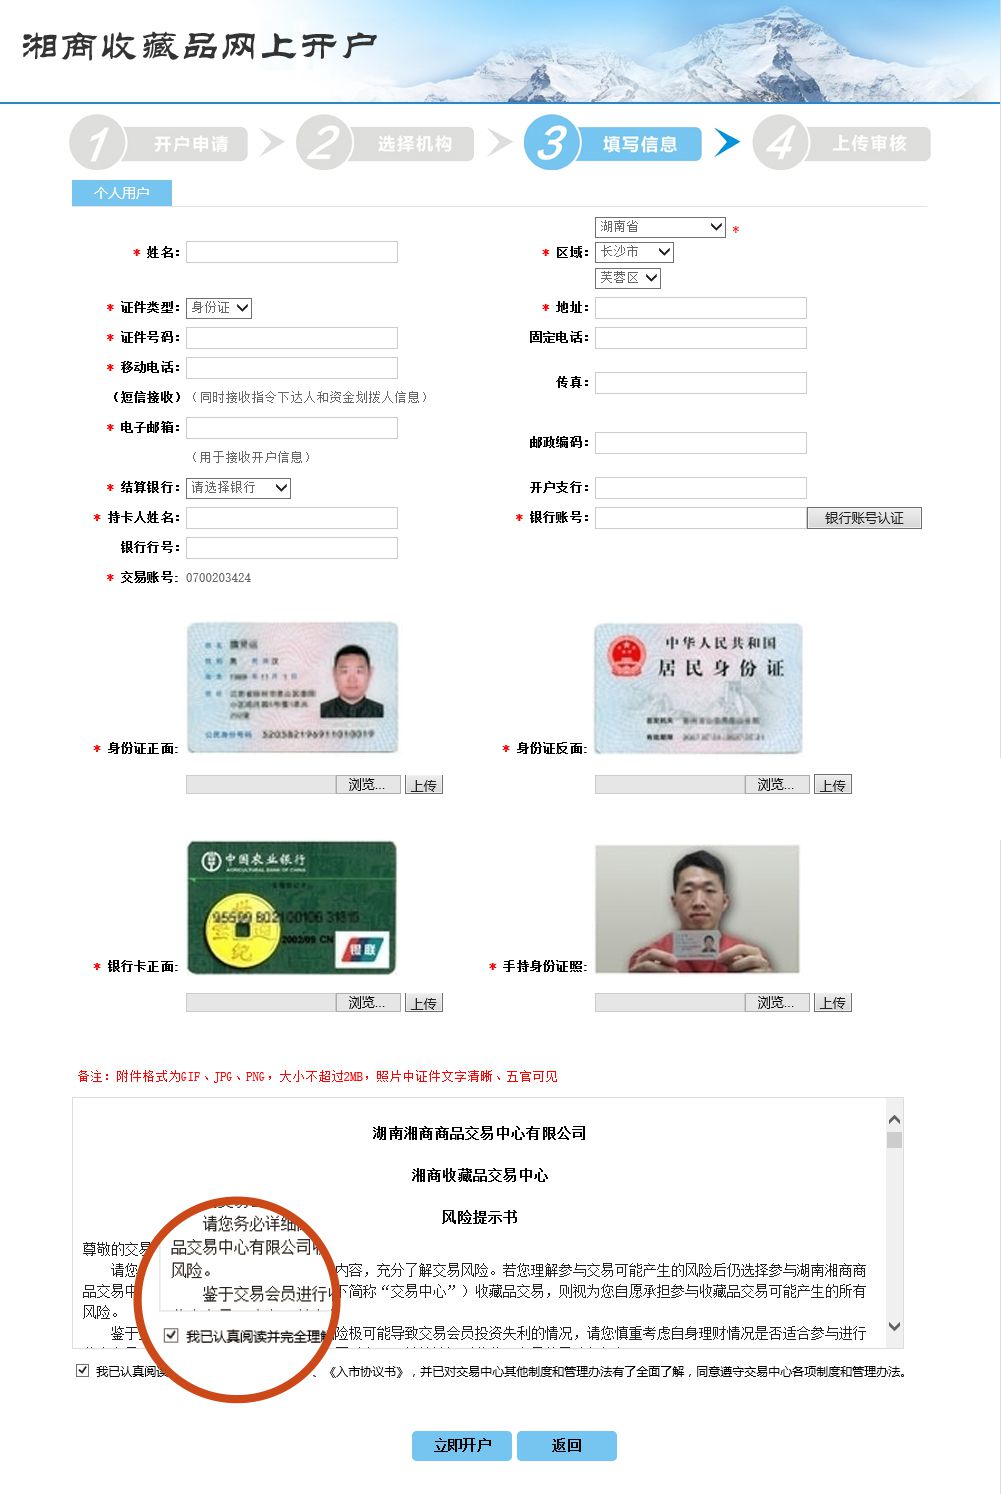 湘商收藏品网上开户
1 开户申请 2 选择机构 3 填写信息 4 上传审核
个人用户
湖南省 *
* 姓名: * 区域: 长沙市
芙蓉区
* 证件类型: 身份证 * 地址:
* 证件号码: 固定电话:
* 移动电话:
传真:
(短信接收) (同时接收指令下达人和资金划拨人信息)
* 电子邮箱:
邮政编码:
(用于接收开户信息)
* 结算银行: 请选择银行 开户支行:
* 持卡人姓名: * 银行账号: 银行账号认证
银行行号:
* 交易账号: 0700203424
中华人民共和国
居民身份证
公民身份号码
* 身份证正面: * 身份证反面:
浏览... 上传 浏览... 上传
中国农业银行
AGRICULTURAL BANK OF CHINA
2002/09 CN
银联
* 银行卡正面: * 手持身份证照:
浏览... 上传 浏览... 上传
备注：附件格式为GIF、JPG、PNG，大小不超过2MB，照片中证件文字清晰、五官可见
湖南湘商商品交易中心有限公司
湘商收藏品交易中心
风险提示书
尊敬的交易
请您务必详细
品交易中心有限公司
风险。
鉴于交易会员进行
我已认真阅读并完全理解
请您 内容，充分了解交易风险。若您理解参与交易可能产生的风险后仍选择参与湖南湘商商
品交易中 下简称“交易中心”）收藏品交易，则视为您自愿承担参与收藏品交易可能产生的所有
风险。
鉴于 险极可能导致交易会员投资失利的情况，请您慎重考虑自身理财情况是否适合参与进行
我已认真阅读 、《入市协议书》，并已对交易中心其他制度和管理办法有了全面了解，同意遵守交易中心各项制度和管理办法。
立即开户 返回